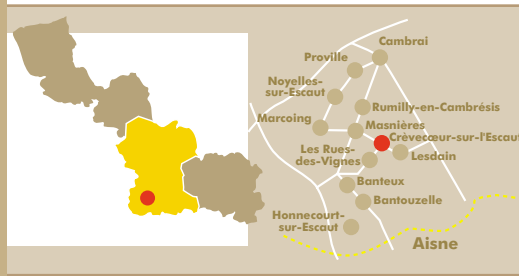 Cambrai
Proville
Noyelles-
sur-Escaut
Rumilly-en-Cambrésis
Marcoing
Masnières
Crèvecœur-sur-l'Escaut
Les Rues-
des-Vignes
Lesdain
Banteux
Bantouzelle
Honnecourt-
sur-Escaut
Aisne